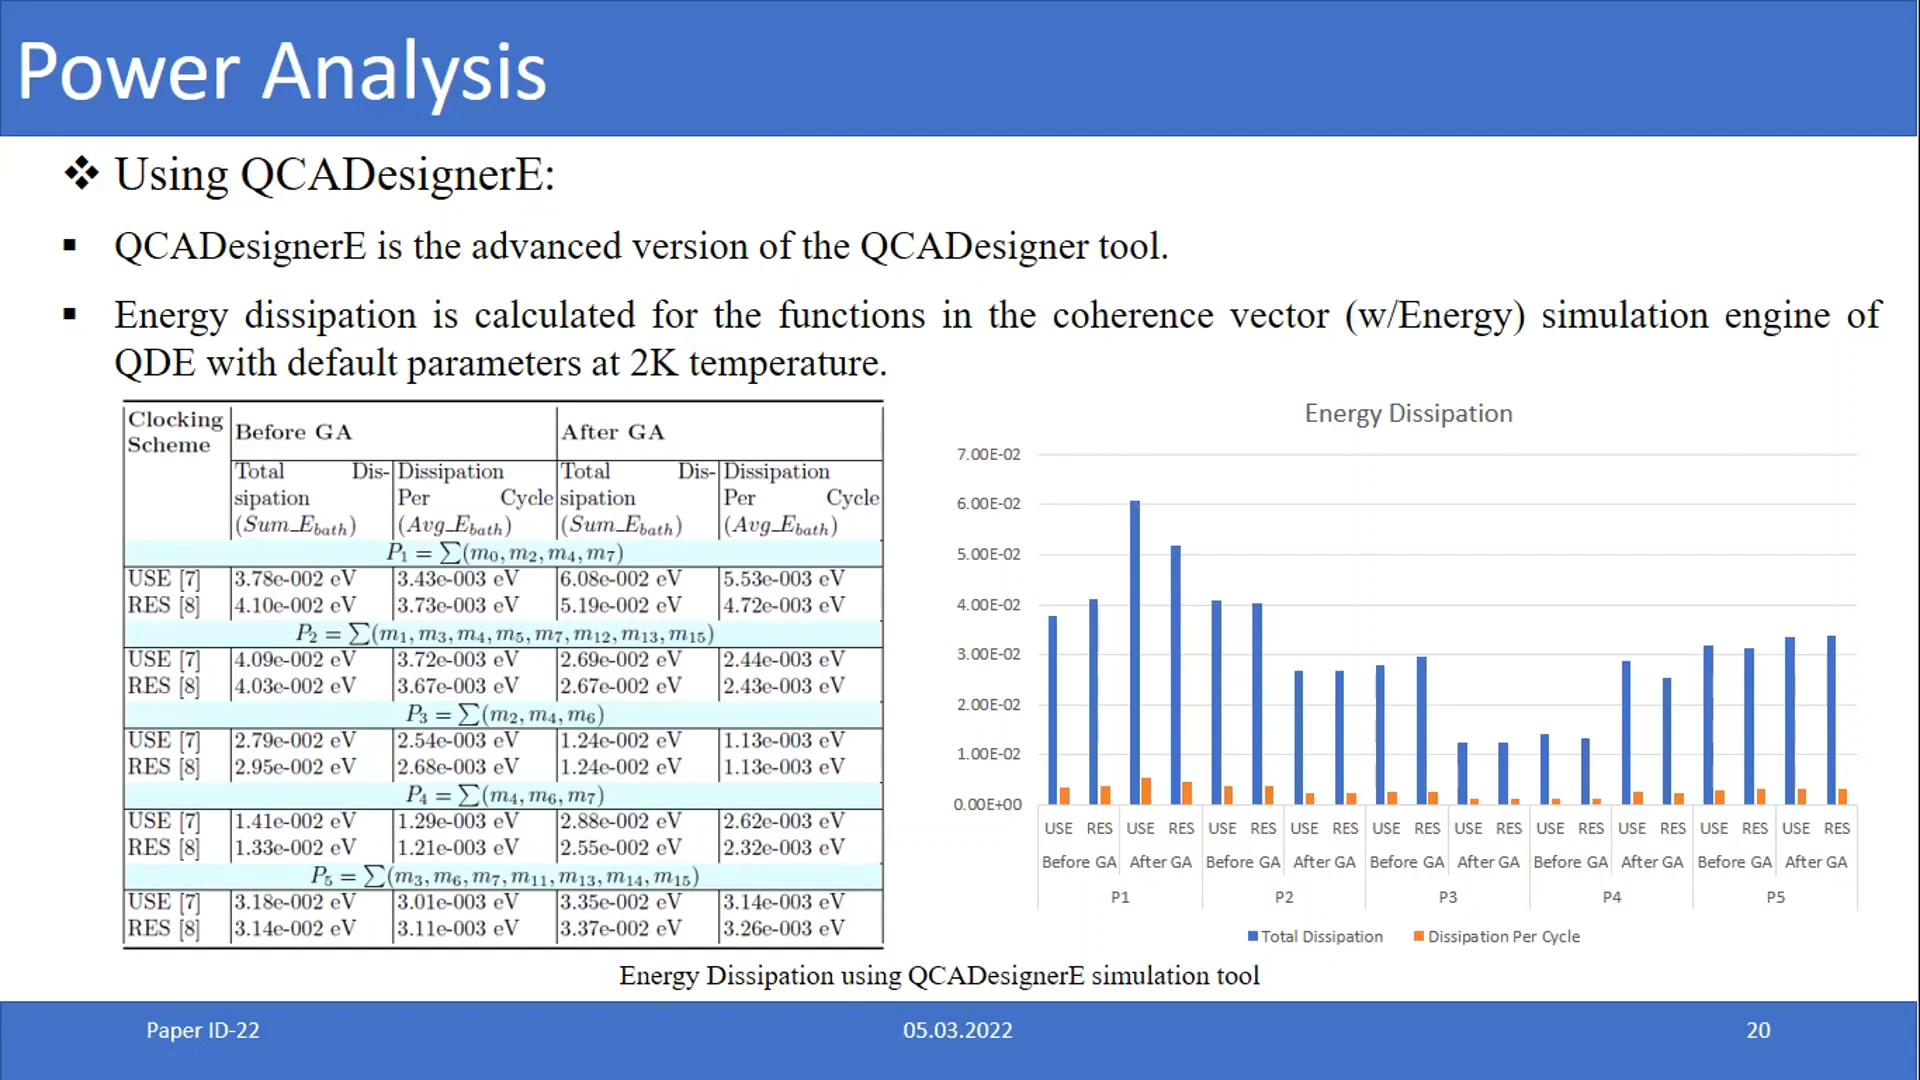 Power Analysis
❖ Using QCADesignerE:
▪ QCADesignerE is the advanced version of the QCADesigner tool.
▪ Energy dissipation is calculated for the functions in the coherence vector (w/Energy) simulation engine of
QDE with default parameters at 2K temperature.
Clocking Scheme | Before GA | After GA
Total Dis-sipation (Sum_E_bath) | Dissipation Per Cycle (Avg_E_bath) | Total Dis-sipation (Sum_E_bath) | Dissipation Per Cycle (Avg_E_bath)
P₁ = ∑(m₀, m₂, m₄, m₇)
USE [7] 3.78e-002 eV 3.43e-003 eV 6.08e-002 eV 5.53e-003 eV
RES [8] 4.10e-002 eV 3.73e-003 eV 5.19e-002 eV 4.72e-003 eV
P₂ = ∑(m₁, m₃, m₄, m₅, m₇, m₁₂, m₁₃, m₁₅)
USE [7] 4.09e-002 eV 3.72e-003 eV 2.69e-002 eV 2.44e-003 eV
RES [8] 4.03e-002 eV 3.67e-003 eV 2.67e-002 eV 2.43e-003 eV
P₃ = ∑(m₂, m₄, m₆)
USE [7] 2.79e-002 eV 2.54e-003 eV 1.24e-002 eV 1.13e-003 eV
RES [8] 2.95e-002 eV 2.68e-003 eV 1.24e-002 eV 1.13e-003 eV
P₄ = ∑(m₄, m₆, m₇)
USE [7] 1.41e-002 eV 1.29e-003 eV 2.88e-002 eV 2.62e-003 eV
RES [8] 1.33e-002 eV 1.21e-003 eV 2.55e-002 eV 2.32e-003 eV
P₅ = ∑(m₃, m₆, m₇, m₁₁, m₁₃, m₁₄, m₁₅)
USE [7] 3.18e-002 eV 3.01e-003 eV 3.35e-002 eV 3.14e-003 eV
RES [8] 3.14e-002 eV 3.11e-003 eV 3.37e-002 eV 3.26e-003 eV
Energy Dissipation
7.00E-02
6.00E-02
5.00E-02
4.00E-02
3.00E-02
2.00E-02
1.00E-02
0.00E+00
USE RES USE RES USE RES USE RES USE RES USE RES USE RES USE RES USE RES USE RES
Before GA After GA Before GA After GA Before GA After GA Before GA After GA Before GA After GA
P1 P2 P3 P4 P5
Total Dissipation Dissipation Per Cycle
Energy Dissipation using QCADesignerE simulation tool
Paper ID-22 05.03.2022 20